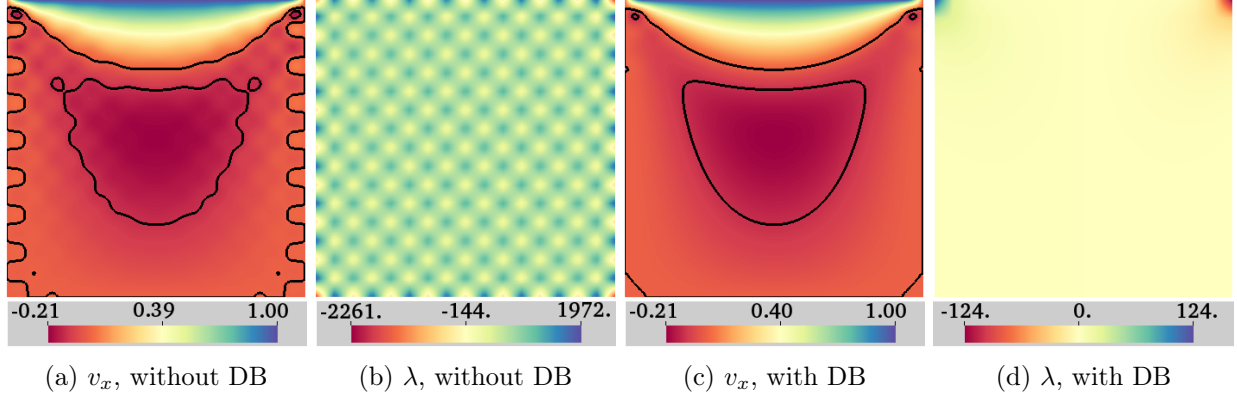 -0.21 0.39 1.00 -2261. -144. 1972. -0.21 0.40 1.00 -124. 0. 124.
(a) v_x, without DB (b) λ, without DB (c) v_x, with DB (d) λ, with DB